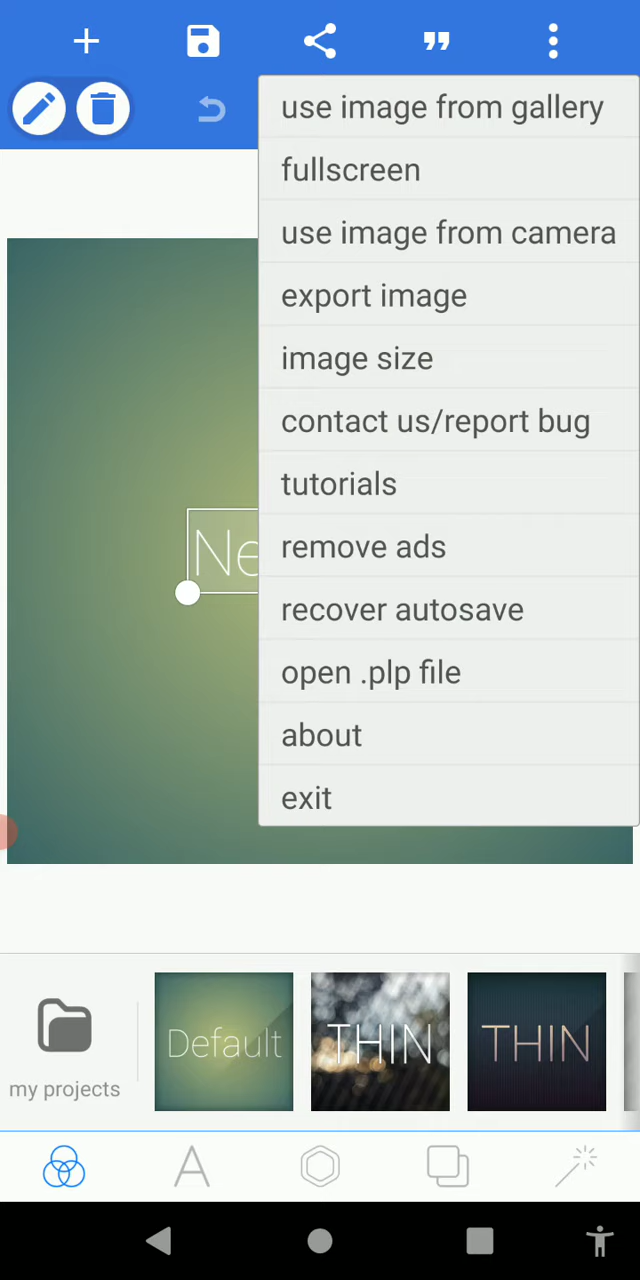 use image from gallery
fullscreen
use image from camera
export image
image size
contact us/report bug
tutorials
remove ads
recover autosave
open .plp file
about
exit
Ne
my projects
Default
THIN
THIN